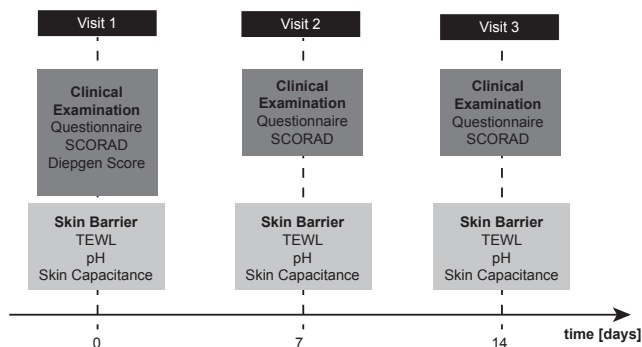 Visit 1
Visit 2
Visit 3
Clinical
Examination
Questionnaire
SCORAD
Diepgen Score
Clinical
Examination
Questionnaire
SCORAD
Clinical
Examination
Questionnaire
SCORAD
Skin Barrier
TEWL
pH
Skin Capacitance
Skin Barrier
TEWL
pH
Skin Capacitance
Skin Barrier
TEWL
pH
Skin Capacitance
0
7
14
time [days]